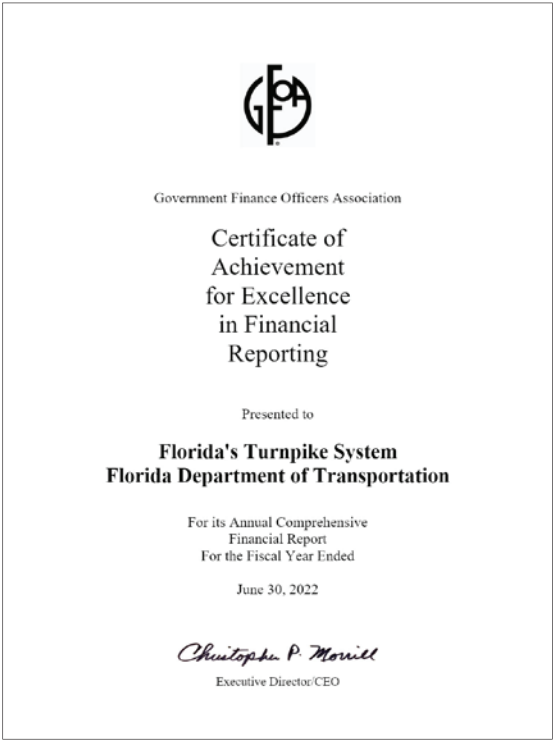 GFOA
Government Finance Officers Association
Certificate of
Achievement
for Excellence
in Financial
Reporting
Presented to
Florida's Turnpike System
Florida Department of Transportation
For its Annual Comprehensive
Financial Report
For the Fiscal Year Ended
June 30, 2022
Christopher P. Morrill
Executive Director/CEO